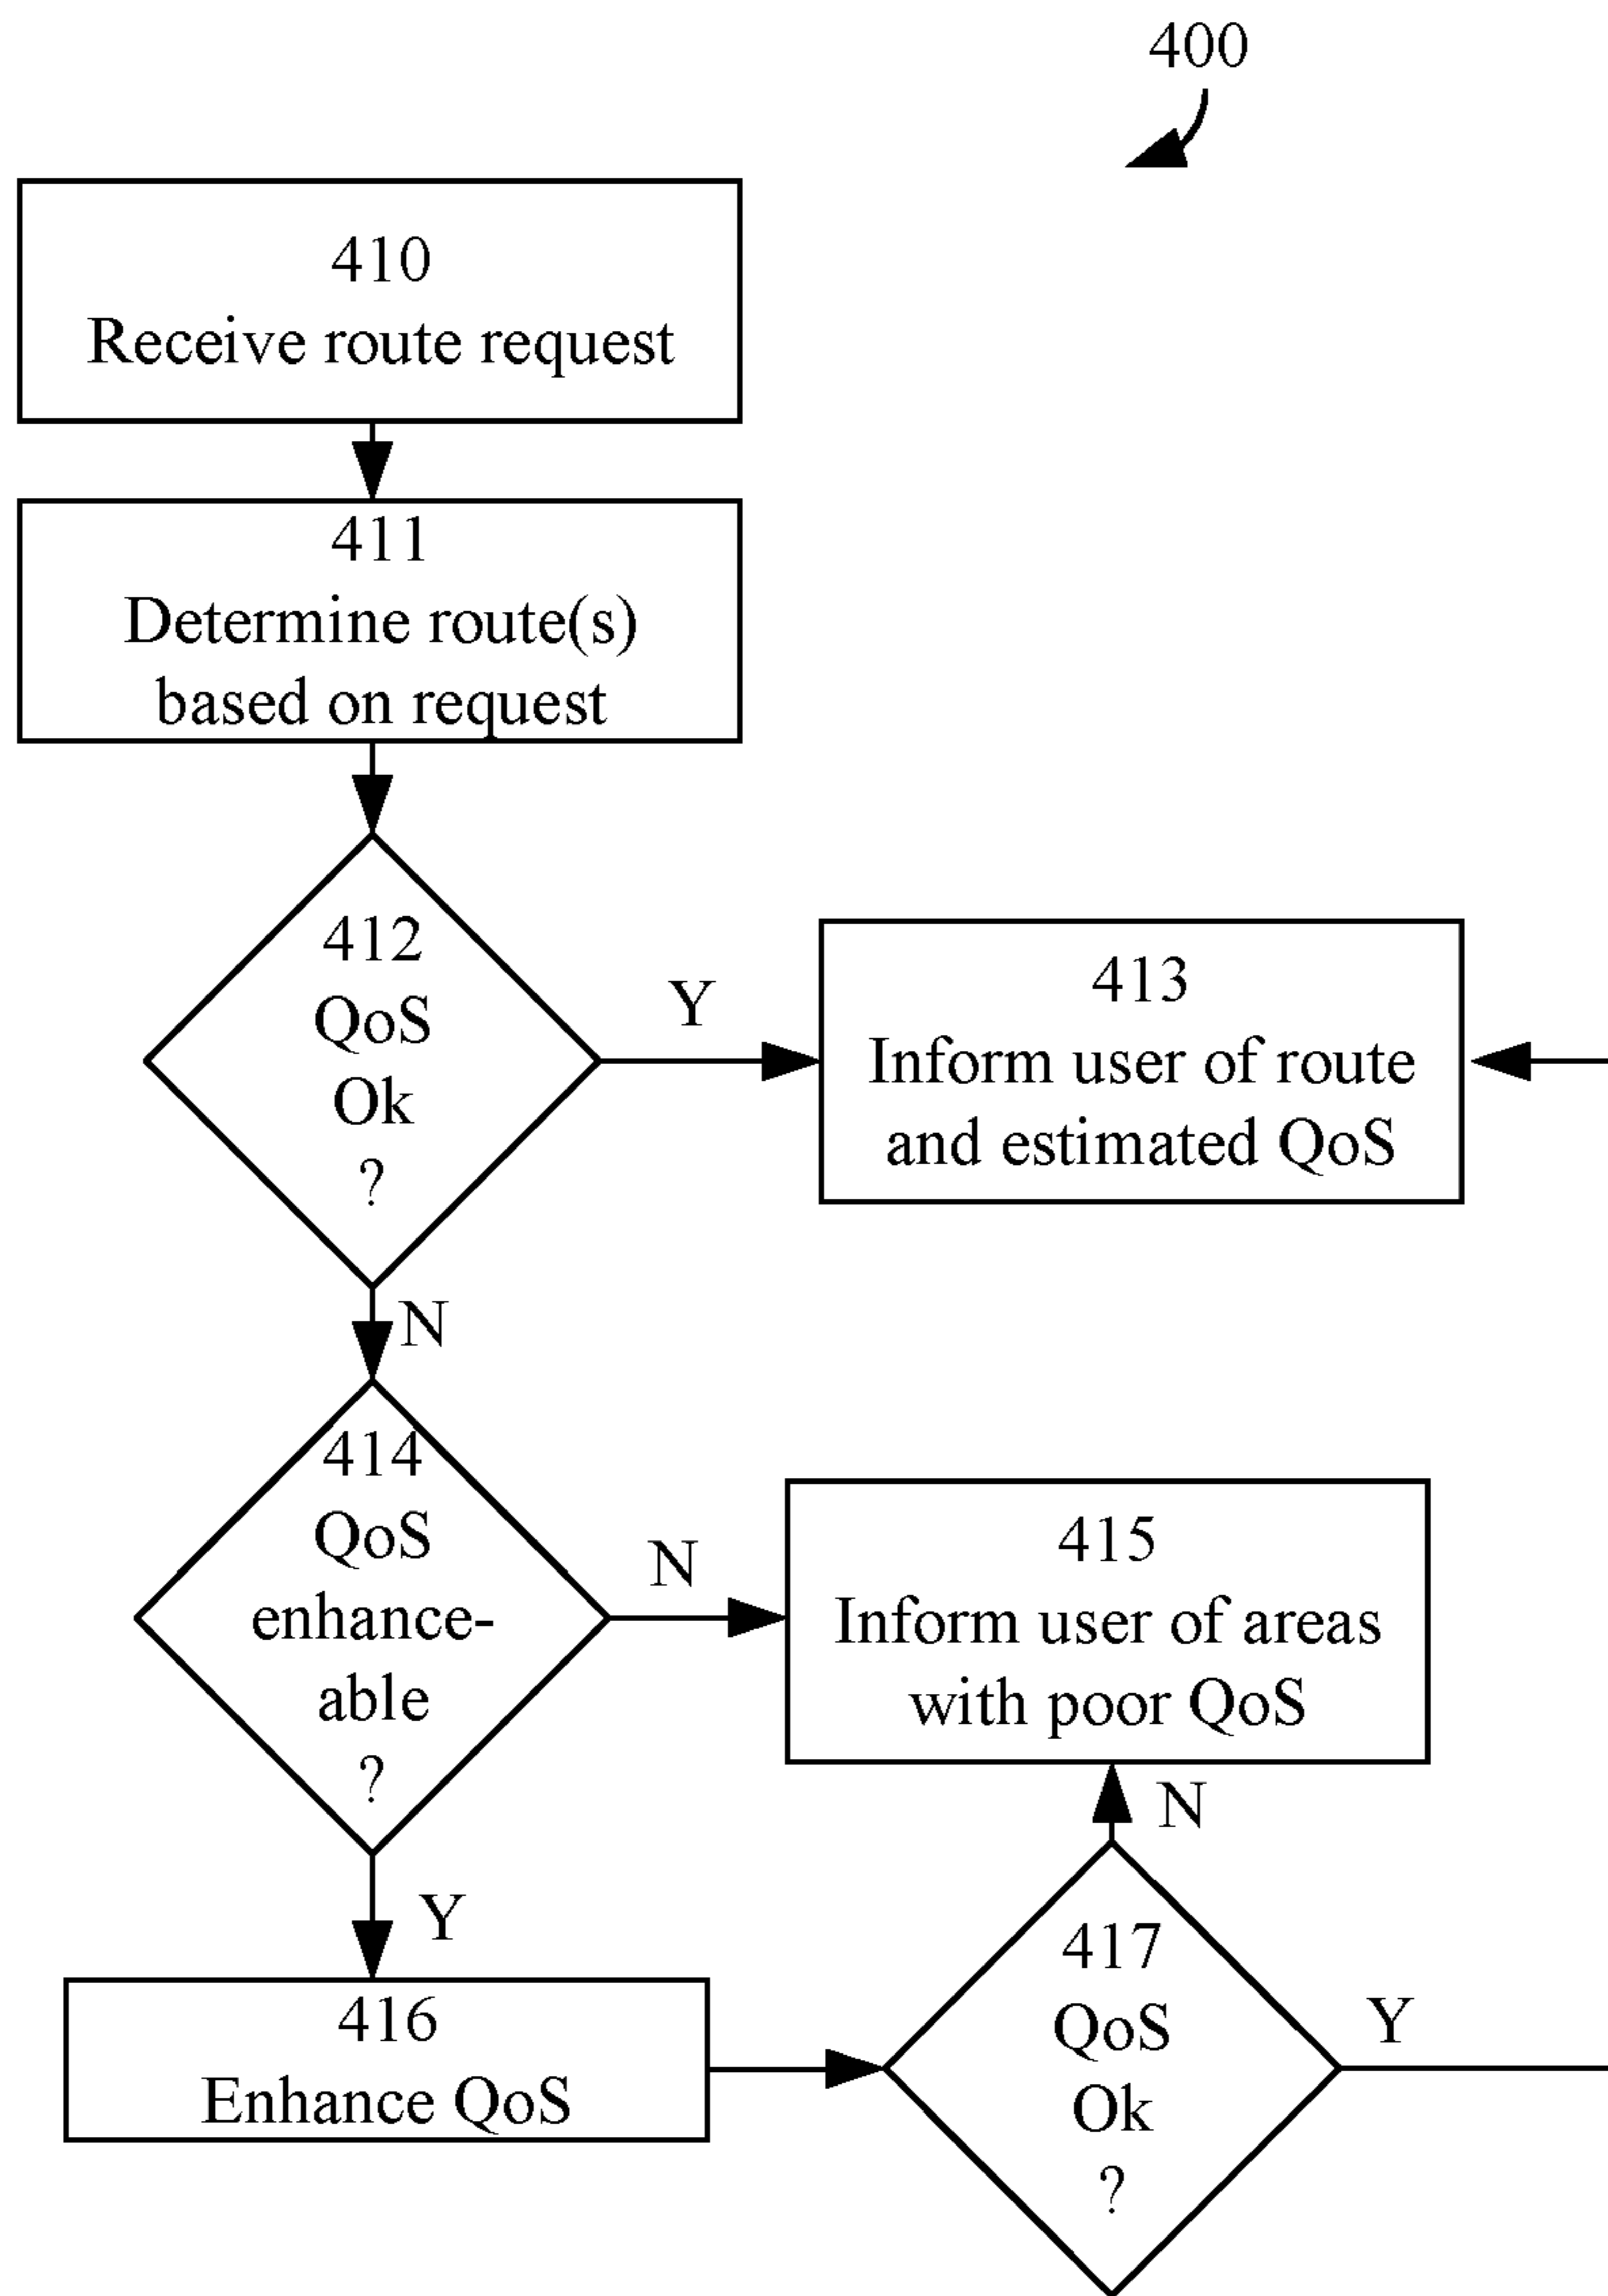 400
410
Receive route request
411
Determine route(s)
based on request
412
QoS
Ok
?
Y
413
Inform user of route
and estimated QoS
N
414
QoS
enhance-
able
?
N
415
Inform user of areas
with poor QoS
N
Y
416
Enhance QoS
417
QoS
Ok
?
Y